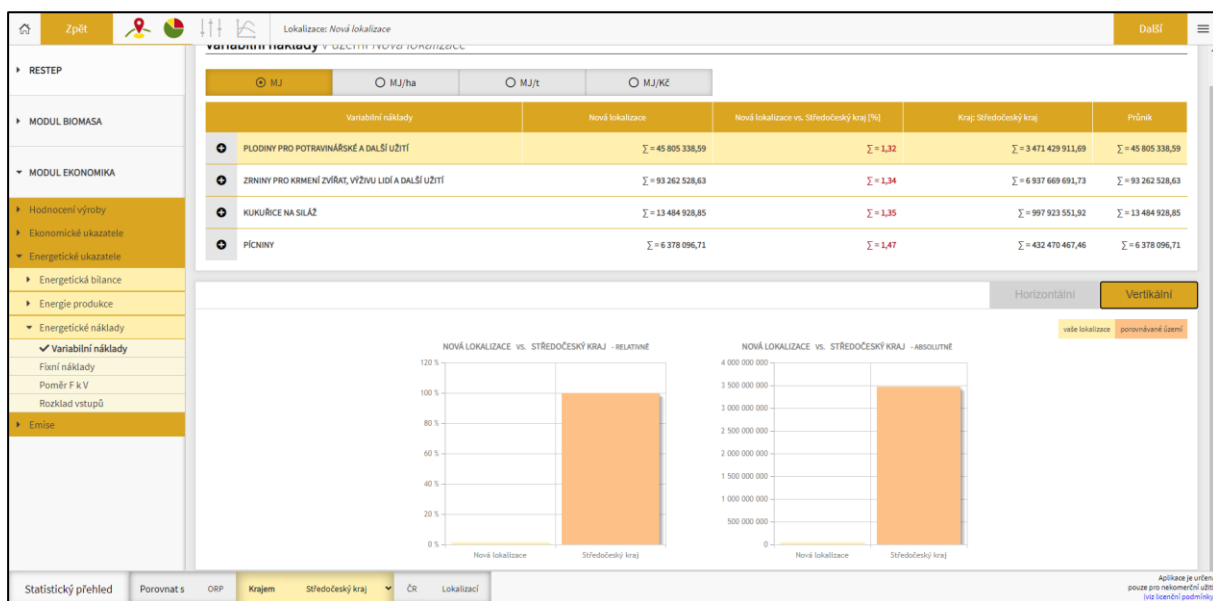 Zpět
Lokalizace: Nová lokalizace
Další
Variabilní náklady v území Nová lokalizace
RESTEP
MODUL BIOMASA
MODUL EKONOMIKA
Hodnocení výroby
Ekonomické ukazatele
Energetické ukazatele
Energetická bilance
Energie produkce
Energetické náklady
Variabilní náklady
Fixní náklady
Poměr F k V
Rozklad vstupů
Emise
MJ MJ/ha MJ/t MJ/Kč
Variabilní náklady Nová lokalizace Nová lokalizace vs. Středočeský kraj [%] Kraj: Středočeský kraj Průnik
PLODINY PRO POTRAVINÁŘSKÉ A DALŠÍ UŽITÍ ∑ = 45 805 338,59 ∑ = 1,32 ∑ = 3 471 429 911,69 ∑ = 45 805 338,59
ZRNINY PRO KRMENÍ ZVÍŘAT, VÝŽIVU LIDÍ A DALŠÍ UŽITÍ ∑ = 93 262 528,63 ∑ = 1,34 ∑ = 6 937 669 691,73 ∑ = 93 262 528,63
KUKUŘICE NA SILÁŽ ∑ = 13 484 928,85 ∑ = 1,35 ∑ = 997 923 551,92 ∑ = 13 484 928,85
PÍCNINY ∑ = 6 378 096,71 ∑ = 1,47 ∑ = 432 470 467,46 ∑ = 6 378 096,71
Horizontální Vertikální
vaše lokalizace porovnávané území
NOVÁ LOKALIZACE VS. STŘEDOČESKÝ KRAJ - RELATIVNĚ
120 %
100 %
80 %
60 %
40 %
20 %
0 %
Nová lokalizace Středočeský kraj
NOVÁ LOKALIZACE VS. STŘEDOČESKÝ KRAJ - ABSOLUTNĚ
4 000 000 000
3 500 000 000
3 000 000 000
2 500 000 000
2 000 000 000
1 500 000 000
1 000 000 000
500 000 000
0
Nová lokalizace Středočeský kraj
Statistický přehled Porovnat s ORP Krajem Středočeský kraj ČR Lokalizací
Aplikace je určena
pouze pro nekomerční užití
(viz licenční podmínky